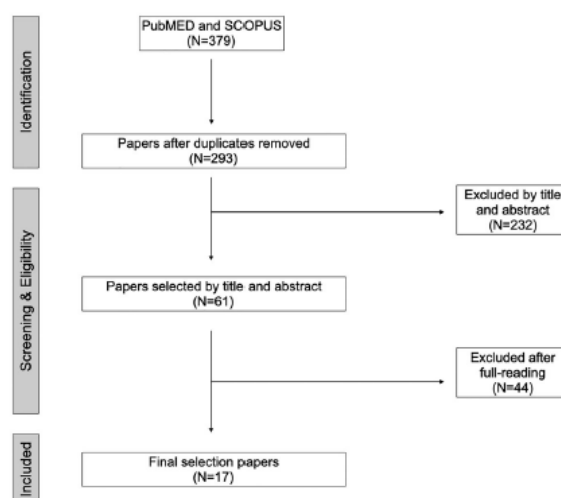 Identification
PubMED and SCOPUS
(N=379)
Papers after duplicates removed
(N=293)
Screening & Eligibility
Excluded by title
and abstract
(N=232)
Papers selected by title and abstract
(N=61)
Excluded after
full-reading
(N=44)
Included
Final selection papers
(N=17)